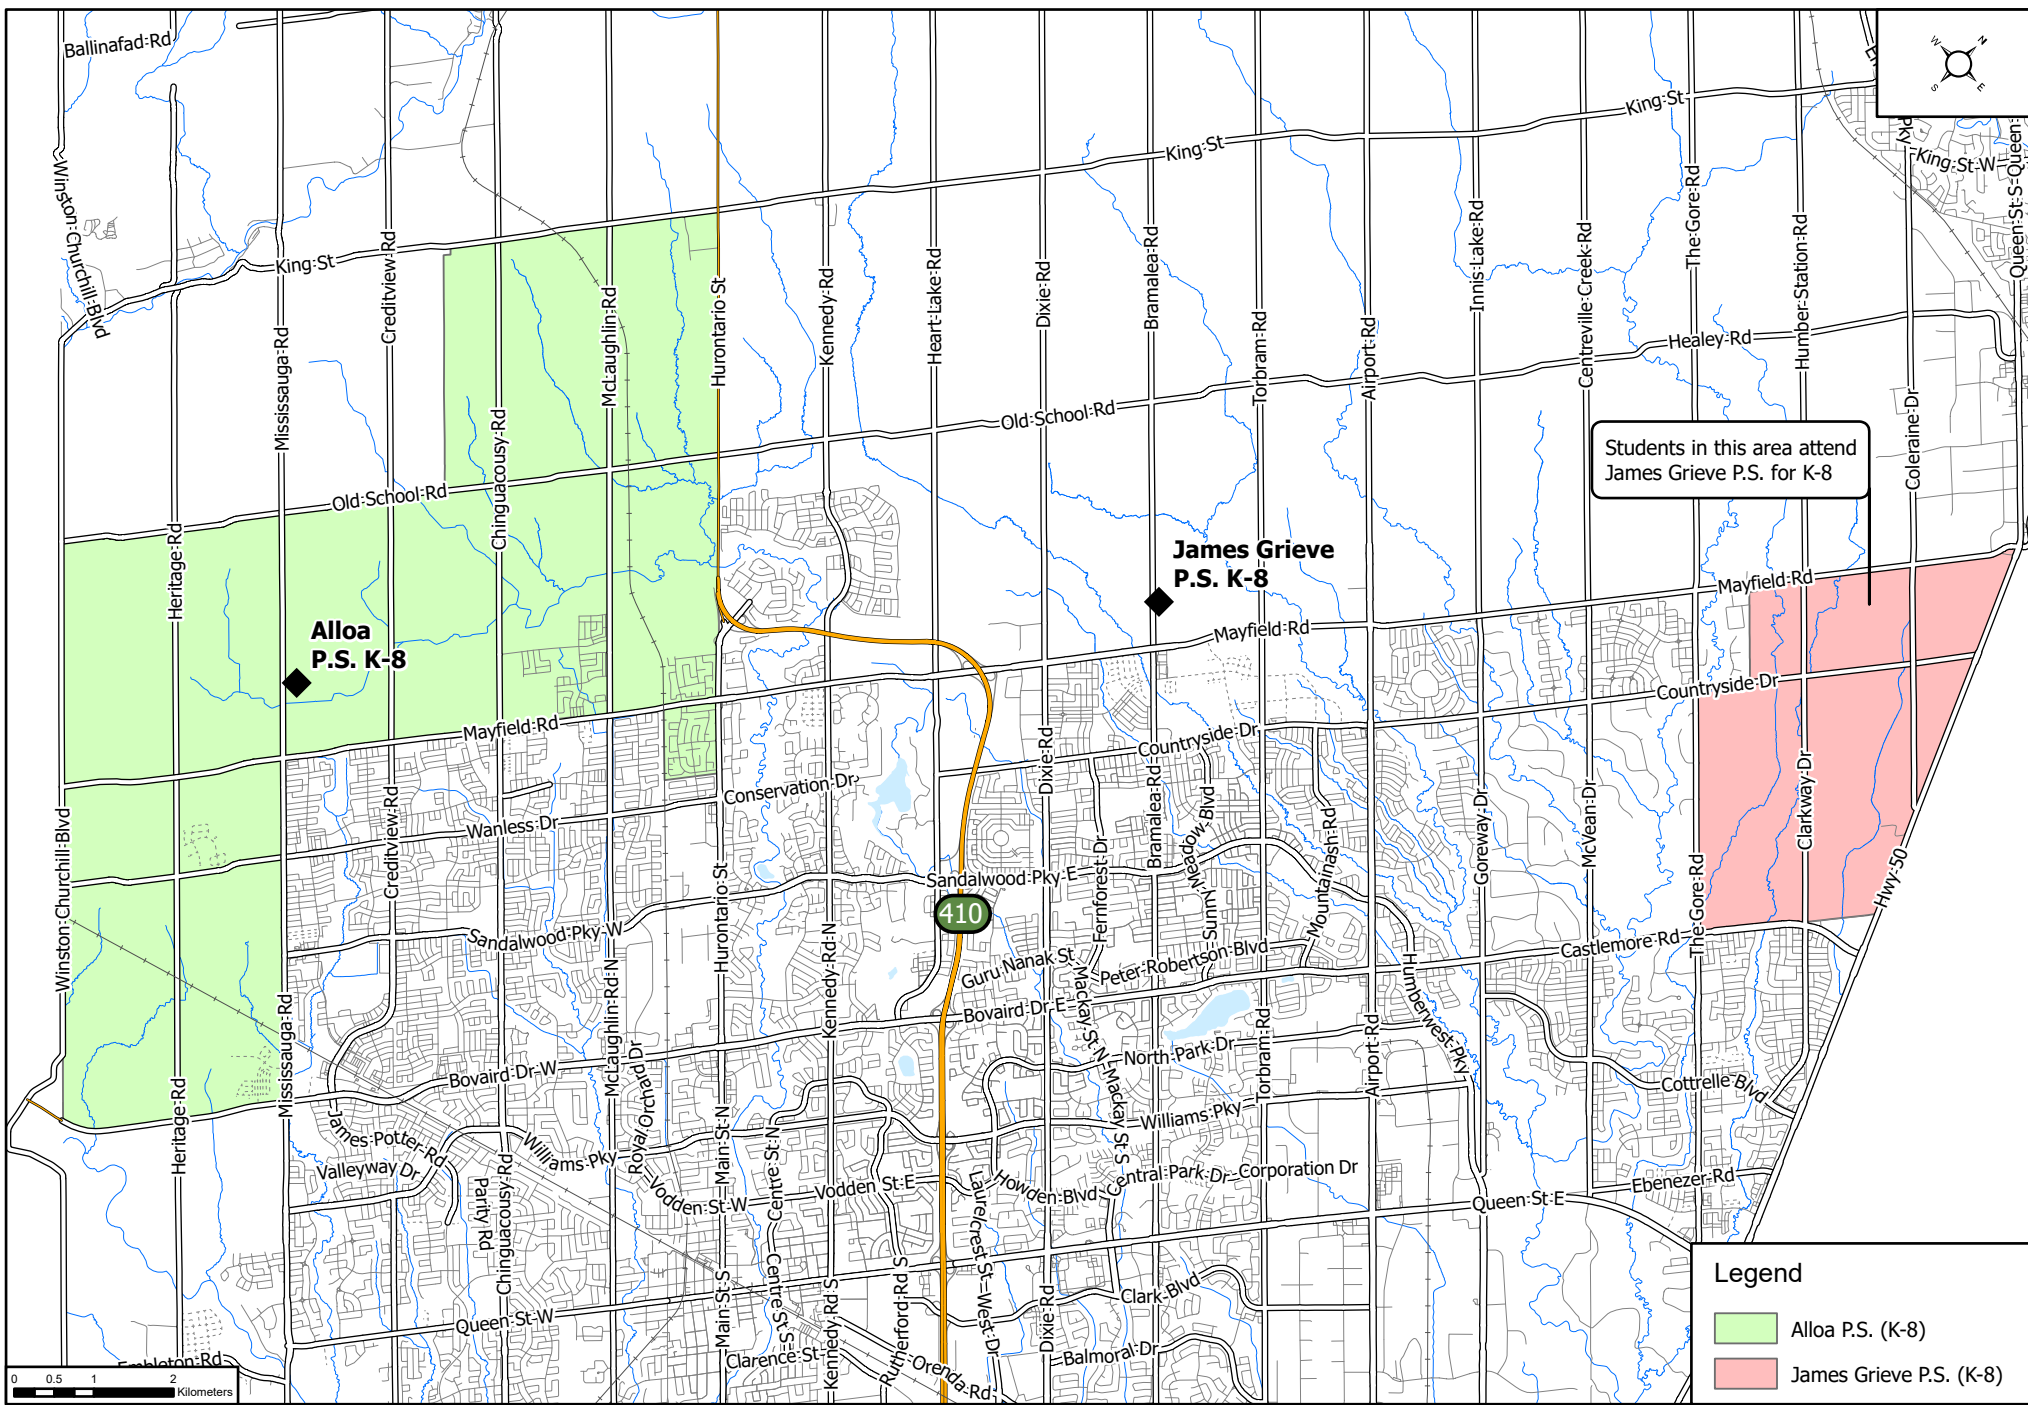 Ballinafad Rd
W
N
S
E
King St
King St
King St W
King St
Winston Churchill Blvd
Mississauga Rd
Creditview Rd
Chinguacousy Rd
McLaughlin Rd
Hurontario St
Kennedy Rd
Heart Lake Rd
Dixie Rd
Bramalea Rd
Torbram Rd
Airport Rd
Innis Lake Rd
Centreville Creek Rd
The Gore Rd
Humber Station Rd
Coleraine Dr
Pky
Queen St S
Queen
Healey Rd
Old School Rd
Old School Rd
Students in this area attend
James Grieve P.S. for K-8
Heritage Rd
James Grieve
P.S. K-8
Alloa
P.S. K-8
Mayfield Rd
Mayfield Rd
Mayfield Rd
Countryside Dr
Countryside Dr
Conservation Dr
Wanless Dr
Winston Churchill Blvd
Creditview Rd
Hurontario St
Dixie Rd
Bramalea Rd
Sunny Meadow Blvd
Fernforest Dr
Mountainash Rd
Goreway Dr
McVean Dr
The Gore Rd
Clarkway Dr
Hwy 50
Sandalwood Pky E
410
Sandalwood Pky W
Castlemore Rd
Peter Robertson Blvd
Guru Nanak St
Humberwest Pky
Kennedy Rd N
McLaughlin Rd N
Mississauga Rd
Mackay St N
Mackay St S
Bovaird Dr E
Bovaird Dr W
North Park Dr
Torbram Rd
Airport Rd
Cottrelle Blvd
Heritage Rd
Royal Orchard Dr
Main St N
Centre St N
Williams Pky
Williams Pky
James Potter Rd
Valleyway Dr
Parity Rd
Chinguacousy Rd
Vodden St W
Vodden St E
Laurelcrest St
Howden Blvd
Central Park Dr
Corporation Dr
Ebenezer Rd
Queen St E
Queen St W
Main St S
Centre St S
Kennedy Rd S
Rutherford Rd S
West Dr
Dixie Rd
Clark Blvd
Balmoral Dr
Clarence St
Orenda Rd
Embleton Rd
0 0.5 1 2
Kilometers
Legend
Alloa P.S. (K-8)
James Grieve P.S. (K-8)